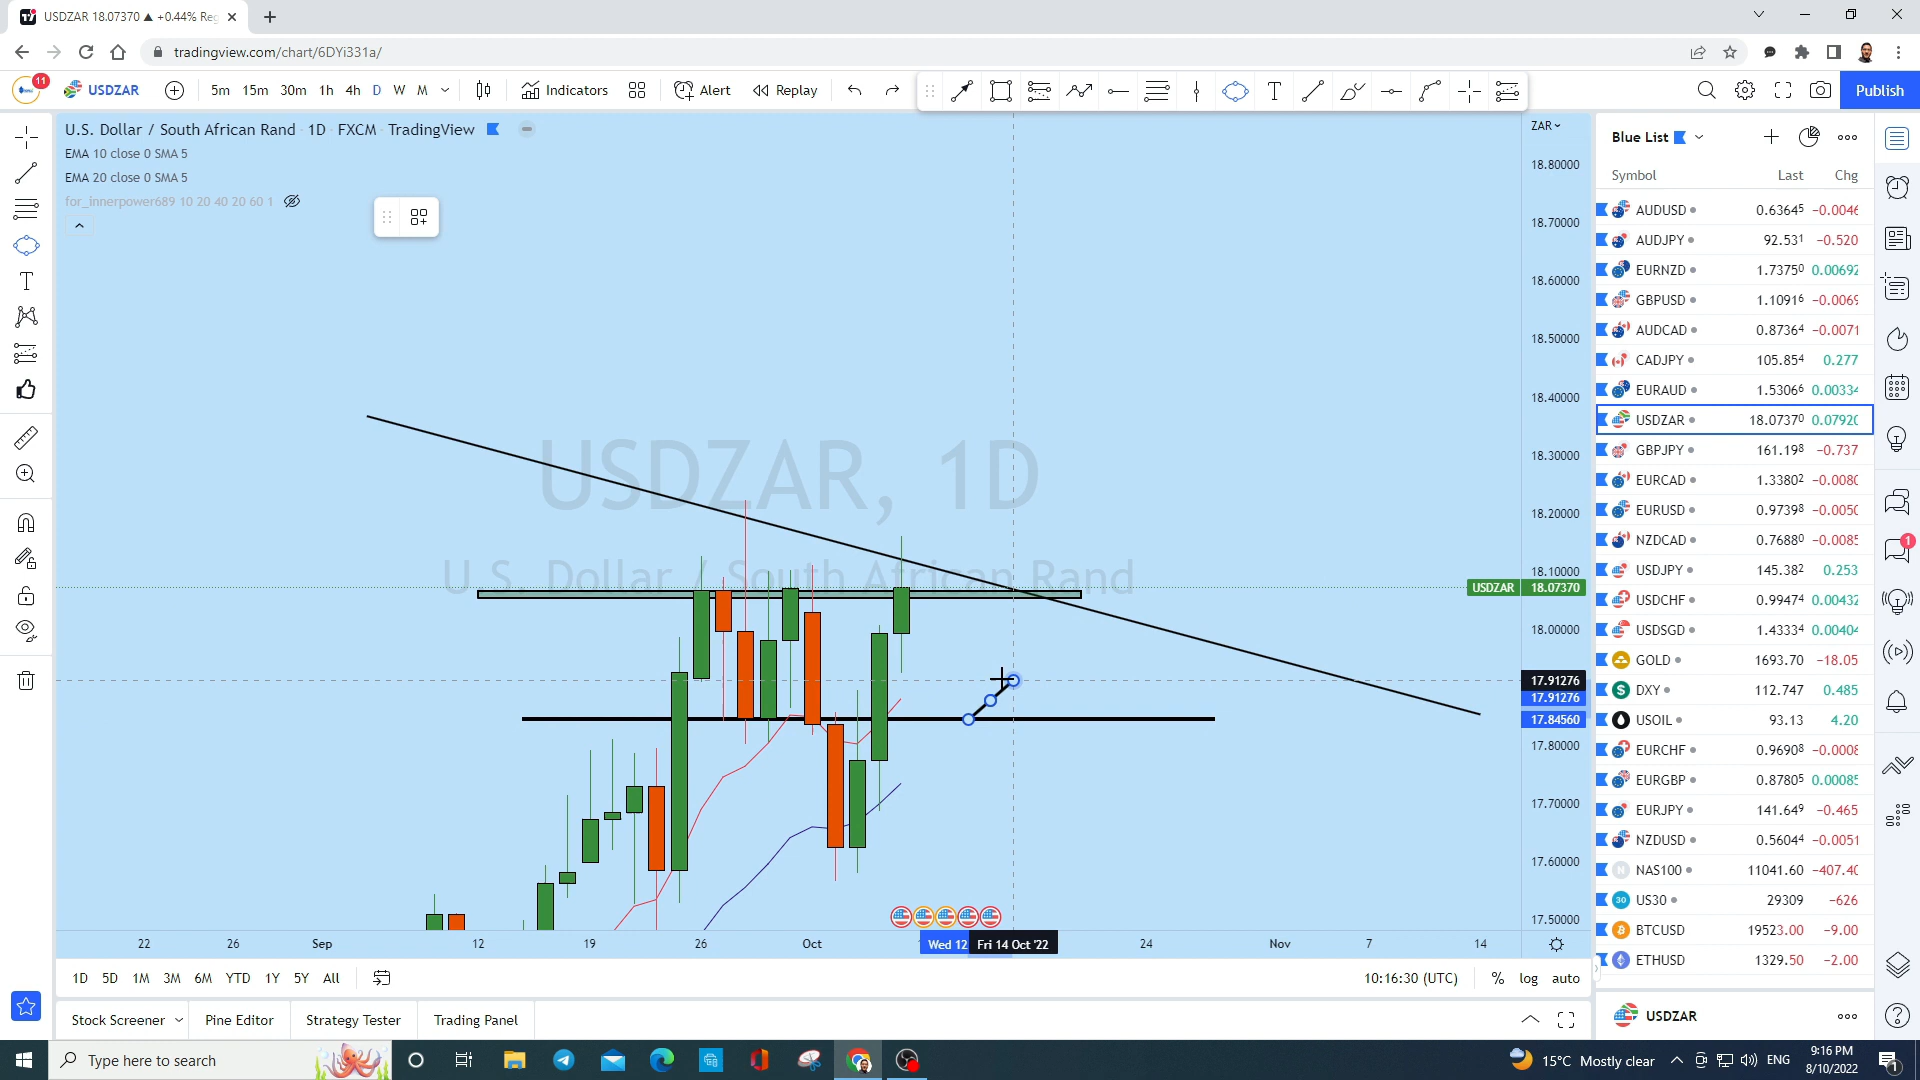 USDZAR 18.07370 ▲ +0.44% Reg
tradingview.com/chart/6DYi331a/
11
USDZAR 5m 15m 30m 1h 4h D W M Indicators Alert Replay T Publish
U.S. Dollar / South African Rand · 1D · FXCM · TradingView
EMA 10 close 0 SMA 5
EMA 20 close 0 SMA 5
for_innerpower689 10 20 40 20 60 1
USDZAR, 1D
U.S. Dollar / South African Rand
ZAR
18.80000
18.70000
18.60000
18.50000
18.40000
18.30000
18.20000
18.10000
USDZAR 18.07370
18.00000
17.91276
17.91276
17.84560
17.80000
17.70000
17.60000
17.50000
22 26 Sep 12 19 26 Oct Wed 12 Fri 14 Oct '22 24 Nov 7 14
1D 5D 1M 3M 6M YTD 1Y 5Y All 10:16:30 (UTC) % log auto
Stock Screener Pine Editor Strategy Tester Trading Panel
Blue List
Symbol Last Chg
AUDUSD 0.63645 −0.0046
AUDJPY 92.531 −0.520
EURNZD 1.73750 0.00692
GBPUSD 1.10916 −0.0069
AUDCAD 0.87364 −0.0071
CADJPY 105.854 0.277
EURAUD 1.53066 0.00334
USDZAR 18.07370 0.07920
GBPJPY 161.198 −0.737
EURCAD 1.33802 −0.0080
EURUSD 0.97398 −0.0050
NZDCAD 0.76880 −0.0085
USDJPY 145.382 0.253
USDCHF 0.99474 0.00432
USDSGD 1.43334 0.00404
GOLD 1693.70 −18.05
DXY 112.747 0.485
USOIL 93.13 4.20
EURCHF 0.96908 −0.0008
EURGBP 0.87805 0.00085
EURJPY 141.649 −0.465
NZDUSD 0.56044 −0.0051
NAS100 11041.60 −407.40
US30 29309 −626
BTCUSD 19523.00 −9.00
ETHUSD 1329.50 −2.00
USDZAR
1
Type here to search
15°C Mostly clear ENG
9:16 PM
8/10/2022
1